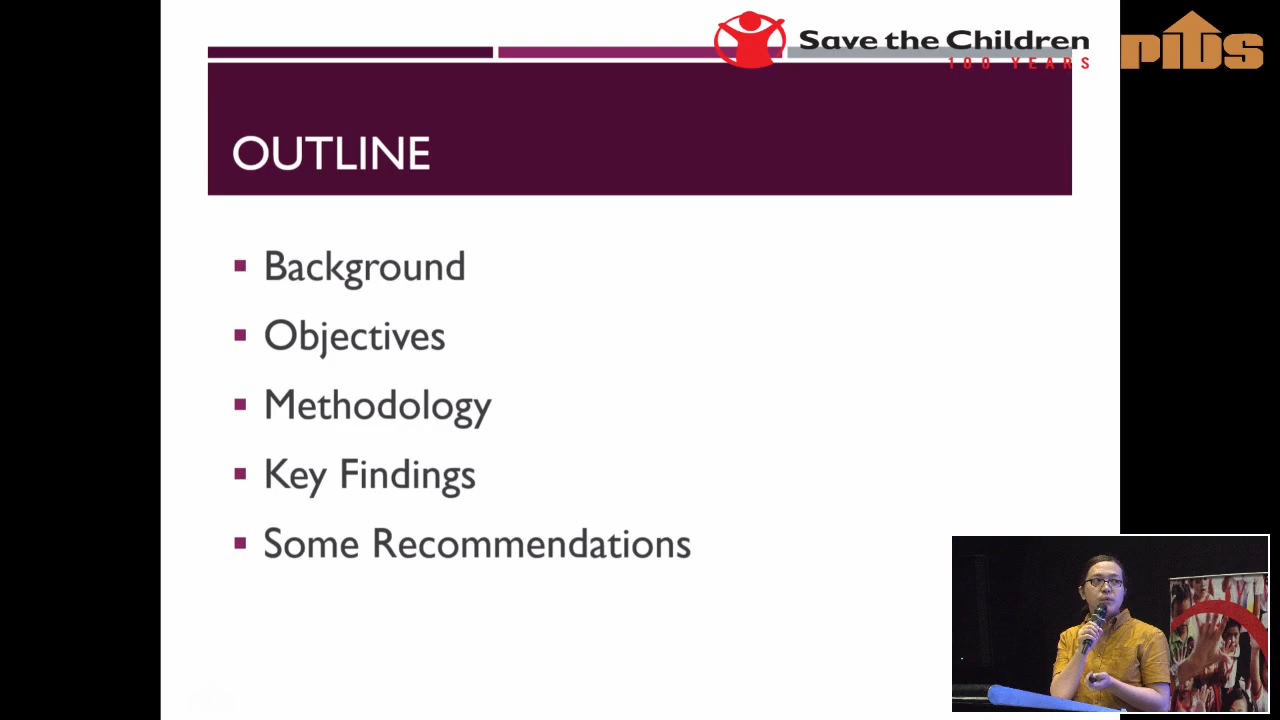 Save the Children
100 YEARS
PIDS
OUTLINE
Background
Objectives
Methodology
Key Findings
Some Recommendations